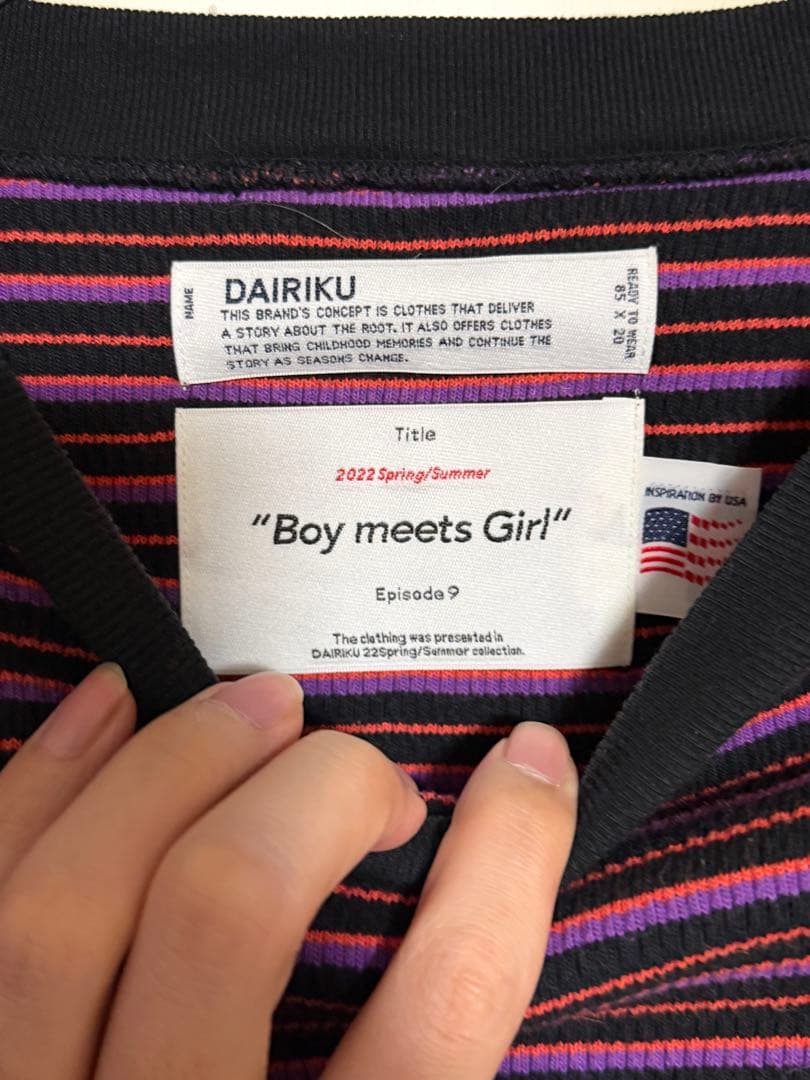 NAME
DAIRIKU
THIS BRAND'S CONCEPT IS CLOTHES THAT DELIVER
A STORY ABOUT THE ROOT. IT ALSO OFFERS CLOTHES
THAT BRING CHILDHOOD MEMORIES AND CONTINUE THE
STORY AS SEASONS CHANGE.
READY TO WEAR
85 X 20
Title
2022 Spring/Summer
"Boy meets Girl"
Episode 9
The clothing was presented in
DAIRIKU 22Spring/Summer collection.
INSPIRATION BY USA